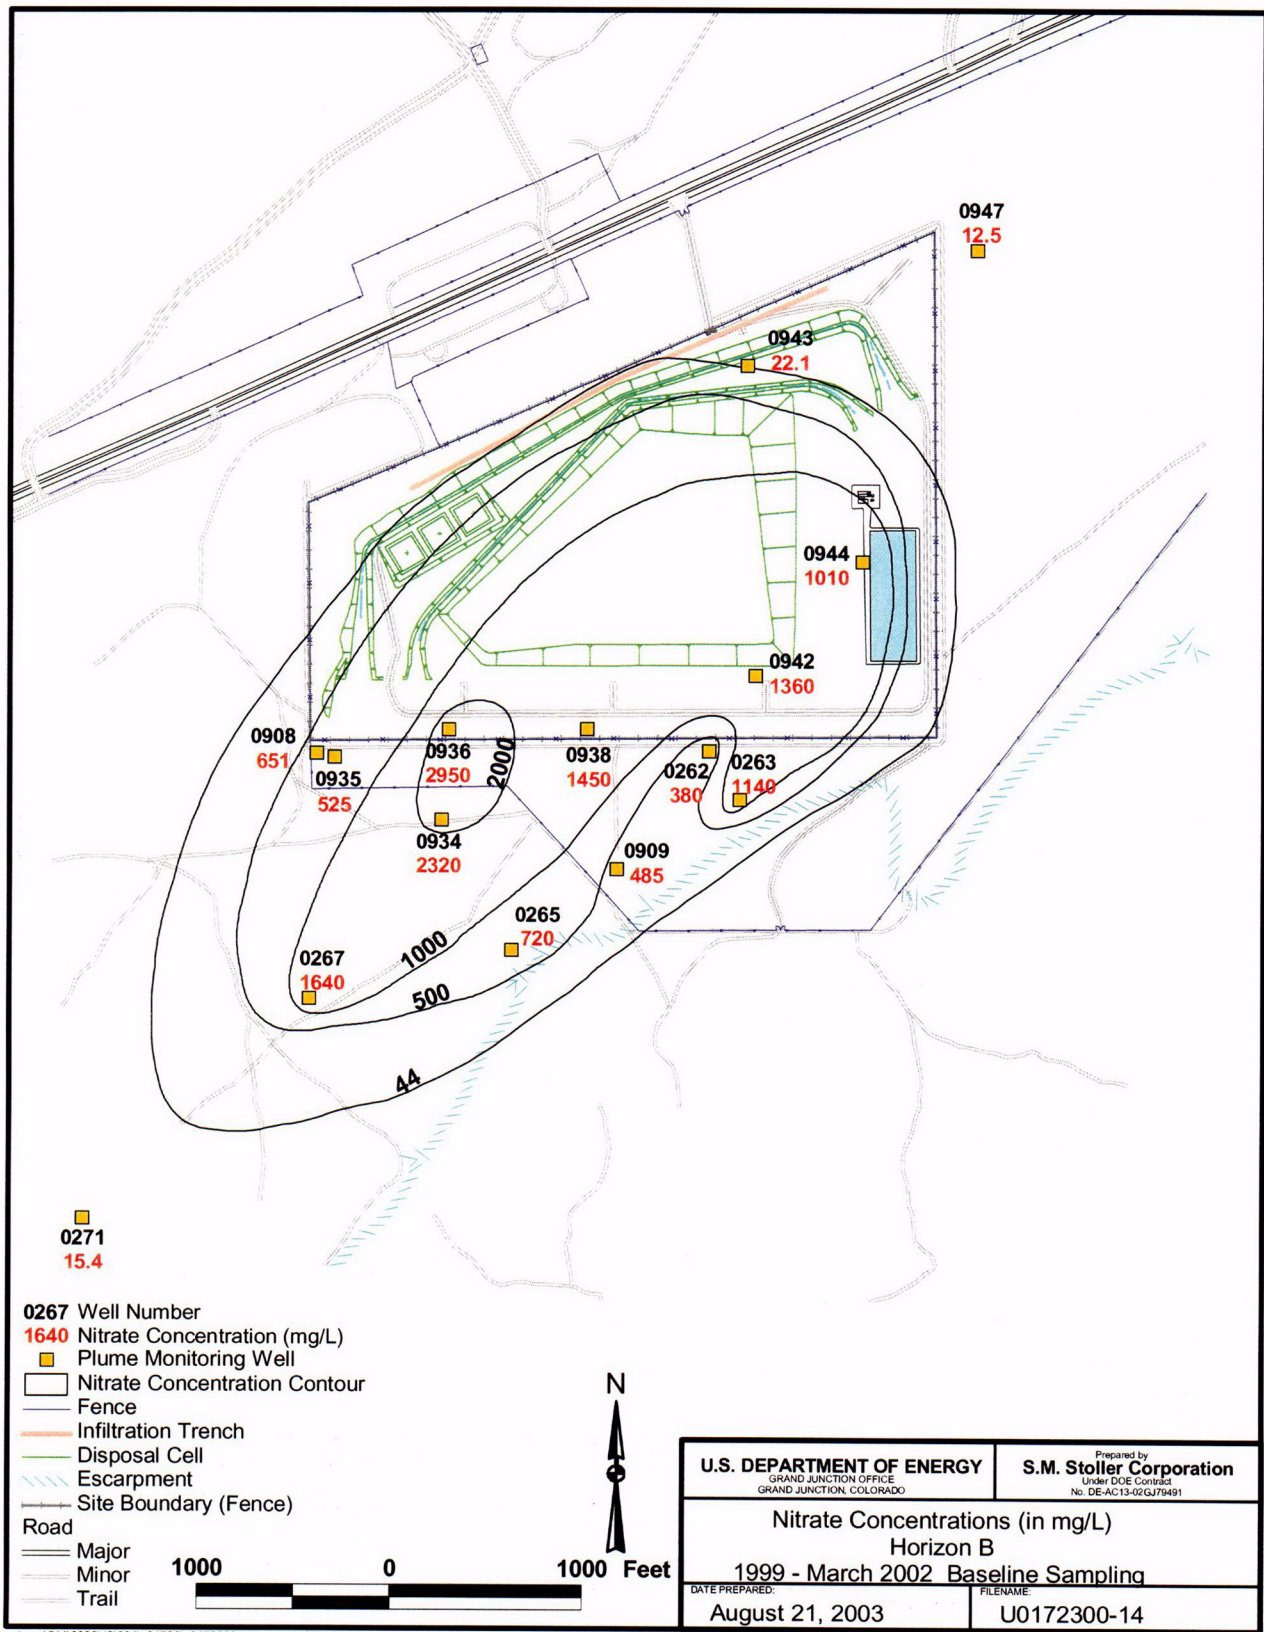 0947
12.5
0943
22.1
0944
1010
0942
1360
0908
651
0935
525
0936
2950
2000
0938
1450
0262
380
0263
1140
0934
2320
0909
485
0265
720
0267
1640
1000
500
44
0271
15.4
0267 Well Number
1640 Nitrate Concentration (mg/L)
Plume Monitoring Well
Nitrate Concentration Contour
Fence
Infiltration Trench
Disposal Cell
Escarpment
Site Boundary (Fence)
Road
Major
Minor
Trail
N
1000 0 1000 Feet
U.S. DEPARTMENT OF ENERGY
GRAND JUNCTION OFFICE
GRAND JUNCTION, COLORADO
Prepared by
S.M. Stoller Corporation
Under DOE Contract
No. DE-AC13-02GJ79491
Nitrate Concentrations (in mg/L)
Horizon B
1999 - March 2002 Baseline Sampling
DATE PREPARED:
August 21, 2003
FILENAME:
U0172300-14